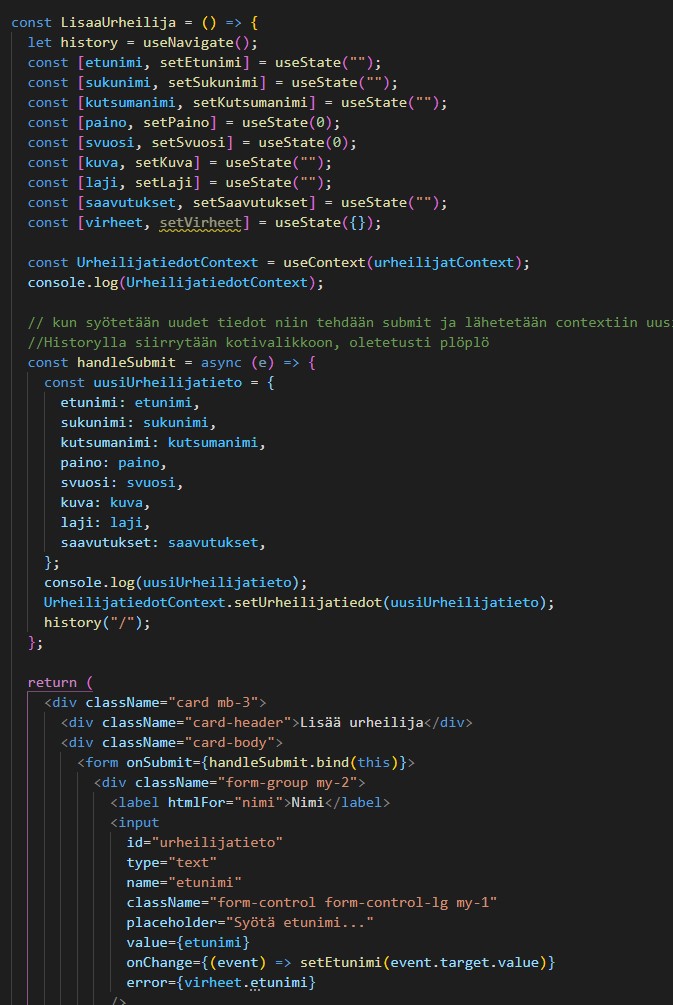 const LisaaUrheilija = () => {
  let history = useNavigate();
  const [etunimi, setEtunimi] = useState("");
  const [sukunimi, setSukunimi] = useState("");
  const [kutsumanimi, setKutsumanimi] = useState("");
  const [paino, setPaino] = useState(0);
  const [svuosi, setSvuosi] = useState(0);
  const [kuva, setKuva] = useState("");
  const [laji, setLaji] = useState("");
  const [saavutukset, setSaavutukset] = useState("");
  const [virheet, setVirheet] = useState({});

  const UrheilijatiedotContext = useContext(urheilijatContext);
  console.log(UrheilijatiedotContext);

  // kun syötetään uudet tiedot niin tehdään submit ja lähetetään contextiin uusi
  //Historylla siirrytään kotivalikkoon, oletetusti plöplö
  const handleSubmit = async (e) => {
    const uusiUrheilijatieto = {
      etunimi: etunimi,
      sukunimi: sukunimi,
      kutsumanimi: kutsumanimi,
      paino: paino,
      svuosi: svuosi,
      kuva: kuva,
      laji: laji,
      saavutukset: saavutukset,
    };
    console.log(uusiUrheilijatieto);
    UrheilijatiedotContext.setUrheilijatiedot(uusiUrheilijatieto);
    history("/");
  };

  return (
    <div className="card mb-3">
      <div className="card-header">Lisää urheilija</div>
      <div className="card-body">
        <form onSubmit={handleSubmit.bind(this)}>
          <div className="form-group my-2">
            <label htmlFor="nimi">Nimi</label>
            <input
              id="urheilijatieto"
              type="text"
              name="etunimi"
              className="form-control form-control-lg my-1"
              placeholder="Syötä etunimi..."
              value={etunimi}
              onChange={(event) => setEtunimi(event.target.value)}
              error={virheet.etunimi}
            />